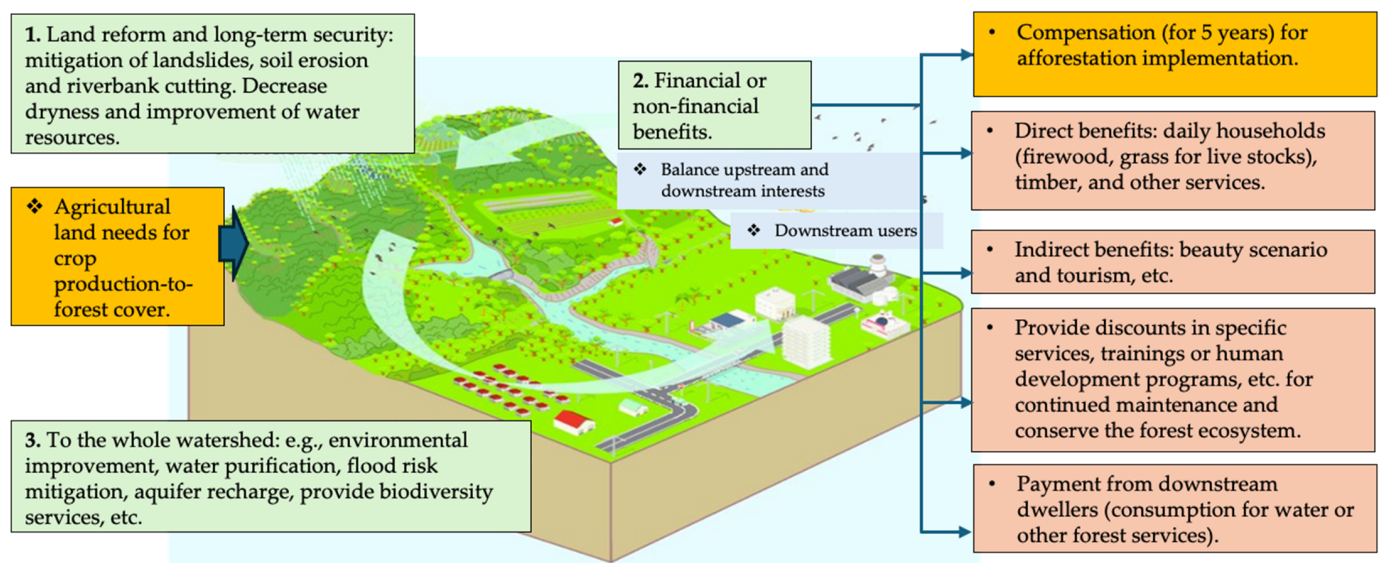 1. Land reform and long-term security:
mitigation of landslides, soil erosion
and riverbank cutting. Decrease
dryness and improvement of water
resources.
❖ Agricultural
land needs for
crop
production-to-
forest cover.
2. Financial or
non-financial
benefits.
❖ Balance upstream and
downstream interests
❖ Downstream users
3. To the whole watershed: e.g., environmental
improvement, water purification, flood risk
mitigation, aquifer recharge, provide biodiversity
services, etc.
• Compensation (for 5 years) for
afforestation implementation.
• Direct benefits: daily households
(firewood, grass for live stocks),
timber, and other services.
• Indirect benefits: beauty scenario
and tourism, etc.
• Provide discounts in specific
services, trainings or human
development programs, etc. for
continued maintenance and
conserve the forest ecosystem.
• Payment from downstream
dwellers (consumption for water or
other forest services).